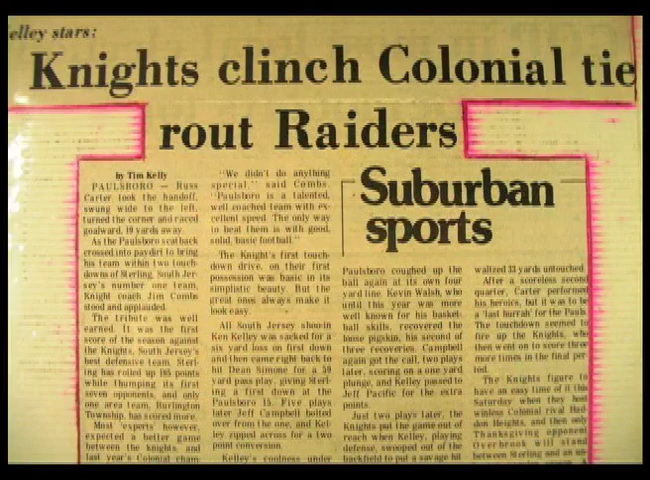 elley stars:
Knights clinch Colonial tie
rout Raiders
by Tim Kelly
PAULSBORO — Russ
Carter took the handoff,
swung wide to the left,
turned the corner and raced
goalward, 19 yards away.
As the Paulsboro scatback
crossed into paydirt to bring
his team within two touch-
downs of Sterling, South Jer-
sey's number one team,
Knight coach Jim Combs
stood and applauded.
The tribute was well
earned. It was the first
score of the season against
the Knights, South Jersey's
best defensive team. Sterl-
ing has rolled up 185 points
while thumping its first
seven opponents, and only
one area team, Burlington
Township, has scored more.
Most 'experts' however,
expected a better game
between the knights, and
last year's Colonial cham
"We didn't do anything
special," said Combs.
"Paulsboro is a talented,
well coached team with ex-
cellent speed. The only way
to beat them is with good,
solid, basic football."
The Knight's first touch-
down drive, on their first
possession was basic in its
simplistic beauty. But the
great ones always make it
look easy.
All South Jersey shoo-in
Ken Kelley was sacked for a
six yard loss on first down
and then came right back to
hit Dean Simone for a 59
yard pass play, giving Sterl-
ing a first down at the
Paulsboro 15. Five plays
later Jeff Campbell bolted
over from the one, and Kel-
ley zipped across for a two
point conversion.
Kelley's coolness under
Suburban
sports
Paulsboro coughed up the
ball again at its own four
yard line. Kevin Walsh, who
until this year was more
well known for his basket-
ball skills, recovered the
loose pigskin, his second of
three recoveries. Campbell
again got the call, two plays
later, scoring on a one yard
plunge, and Kelley passed to
Jeff Pacific for the extra
points.
Just two plays later, the
Knights put the game out of
reach when Kelley, playing
defense, swooped out of the
backfield to put a savage hit
waltzed 33 yards untouched.
After a scoreless second
quarter, Carter performed
his heroics, but it was to be
a 'last hurrah' for the Pauls.
The touchdown seemed to
fire up the Knights, who
then went on to score three
more times in the final per-
iod.
The Knights figure to
have an easy time of it this
Saturday when they host
winless Colonial rival Had-
don Heights, and then only
Thanksgiving opponent
Overbrook will stand
between Sterling and an un-